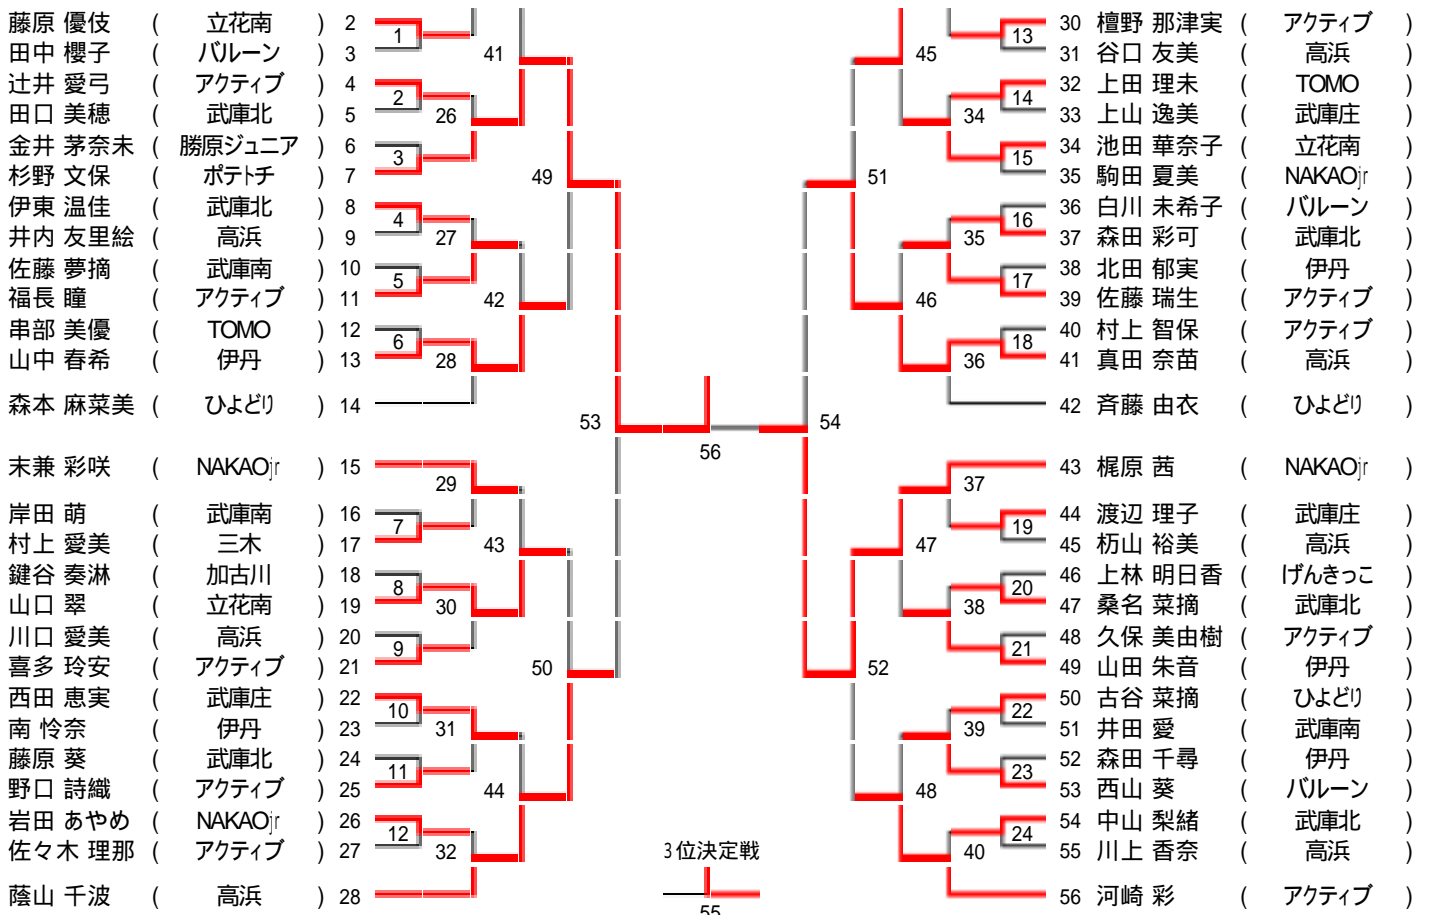 藤原 優伎 ( 立花南 ) 2
田中 櫻子 ( バルーン ) 3
辻井 愛弓 ( アクティブ ) 4
田口 美穂 ( 武庫北 ) 5
金井 茅奈未 ( 勝原ジュニア ) 6
杉野 文保 ( ポテトチ ) 7
伊東 温佳 ( 武庫北 ) 8
井内 友里絵 ( 高浜 ) 9
佐藤 夢摘 ( 武庫南 ) 10
福長 瞳 ( アクティブ ) 11
串部 美優 ( TOMO ) 12
山中 春希 ( 伊丹 ) 13
森本 麻菜美 ( ひよどり ) 14
末兼 彩咲 ( NAKAOjr ) 15
岸田 萌 ( 武庫南 ) 16
村上 愛美 ( 三木 ) 17
鍵谷 奏淋 ( 加古川 ) 18
山口 翠 ( 立花南 ) 19
川口 愛美 ( 高浜 ) 20
喜多 玲安 ( アクティブ ) 21
西田 恵実 ( 武庫庄 ) 22
南 怜奈 ( 伊丹 ) 23
藤原 葵 ( 武庫北 ) 24
野口 詩織 ( アクティブ ) 25
岩田 あやめ ( NAKAOjr ) 26
佐々木 理那 ( アクティブ ) 27
蔭山 千波 ( 高浜 ) 28
1
2
3
4
5
6
7
8
9
10
11
12
26
27
28
29
30
31
32
41
42
43
44
49
50
53
56
54
3位決定戦
55
51
52
45
46
47
48
34
35
36
37
38
39
40
13
14
15
16
17
18
19
20
21
22
23
24
30 檀野 那津実 ( アクティブ )
31 谷口 友美 ( 高浜 )
32 上田 理未 ( TOMO )
33 上山 逸美 ( 武庫庄 )
34 池田 華奈子 ( 立花南 )
35 駒田 夏美 ( NAKAOjr )
36 白川 未希子 ( バルーン )
37 森田 彩可 ( 武庫北 )
38 北田 郁実 ( 伊丹 )
39 佐藤 瑞生 ( アクティブ )
40 村上 智保 ( アクティブ )
41 真田 奈苗 ( 高浜 )
42 斉藤 由衣 ( ひよどり )
43 梶原 茜 ( NAKAOjr )
44 渡辺 理子 ( 武庫庄 )
45 栃山 裕美 ( 高浜 )
46 上林 明日香 ( げんきっこ )
47 桑名 菜摘 ( 武庫北 )
48 久保 美由樹 ( アクティブ )
49 山田 朱音 ( 伊丹 )
50 古谷 菜摘 ( ひよどり )
51 井田 愛 ( 武庫南 )
52 森田 千尋 ( 伊丹 )
53 西山 葵 ( バルーン )
54 中山 梨緒 ( 武庫北 )
55 川上 香奈 ( 高浜 )
56 河崎 彩 ( アクティブ )